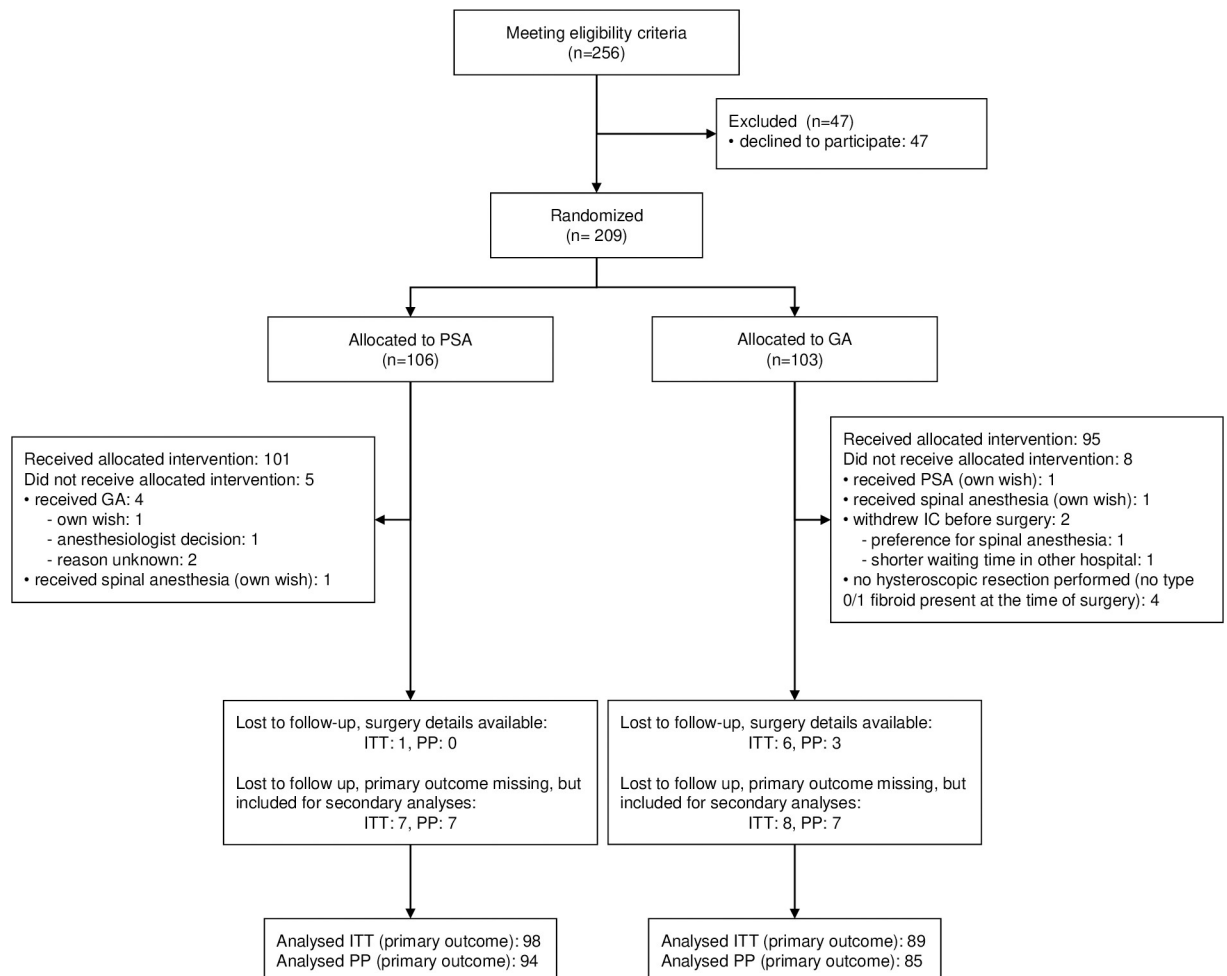 Meeting eligibility criteria
(n=256)
Excluded (n=47)
• declined to participate: 47
Randomized
(n= 209)
Allocated to PSA
(n=106)
Allocated to GA
(n=103)
Received allocated intervention: 101
Did not receive allocated intervention: 5
• received GA: 4
- own wish: 1
- anesthesiologist decision: 1
- reason unknown: 2
• received spinal anesthesia (own wish): 1
Received allocated intervention: 95
Did not receive allocated intervention: 8
• received PSA (own wish): 1
• received spinal anesthesia (own wish): 1
• withdrew IC before surgery: 2
- preference for spinal anesthesia: 1
- shorter waiting time in other hospital: 1
• no hysteroscopic resection performed (no type
0/1 fibroid present at the time of surgery): 4
Lost to follow-up, surgery details available:
ITT: 1, PP: 0
Lost to follow up, primary outcome missing, but
included for secondary analyses:
ITT: 7, PP: 7
Lost to follow-up, surgery details available:
ITT: 6, PP: 3
Lost to follow up, primary outcome missing, but
included for secondary analyses:
ITT: 8, PP: 7
Analysed ITT (primary outcome): 98
Analysed PP (primary outcome): 94
Analysed ITT (primary outcome): 89
Analysed PP (primary outcome): 85